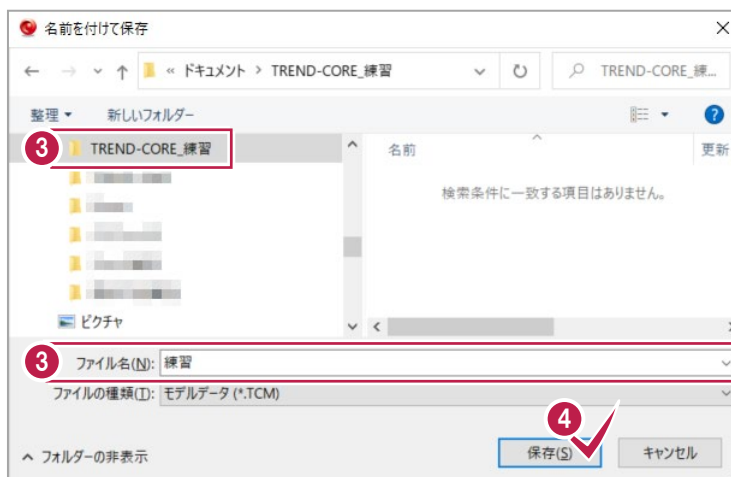 名前を付けて保存
« ドキュメント > TREND-CORE_練習
TREND-CORE_練...
整理 新しいフォルダー
3 TREND-CORE_練習
名前 更新
検索条件に一致する項目はありません。
ピクチャ
3 ファイル名(N): 練習
ファイルの種類(T): モデルデータ (*.TCM)
4
フォルダーの非表示 保存(S) キャンセル